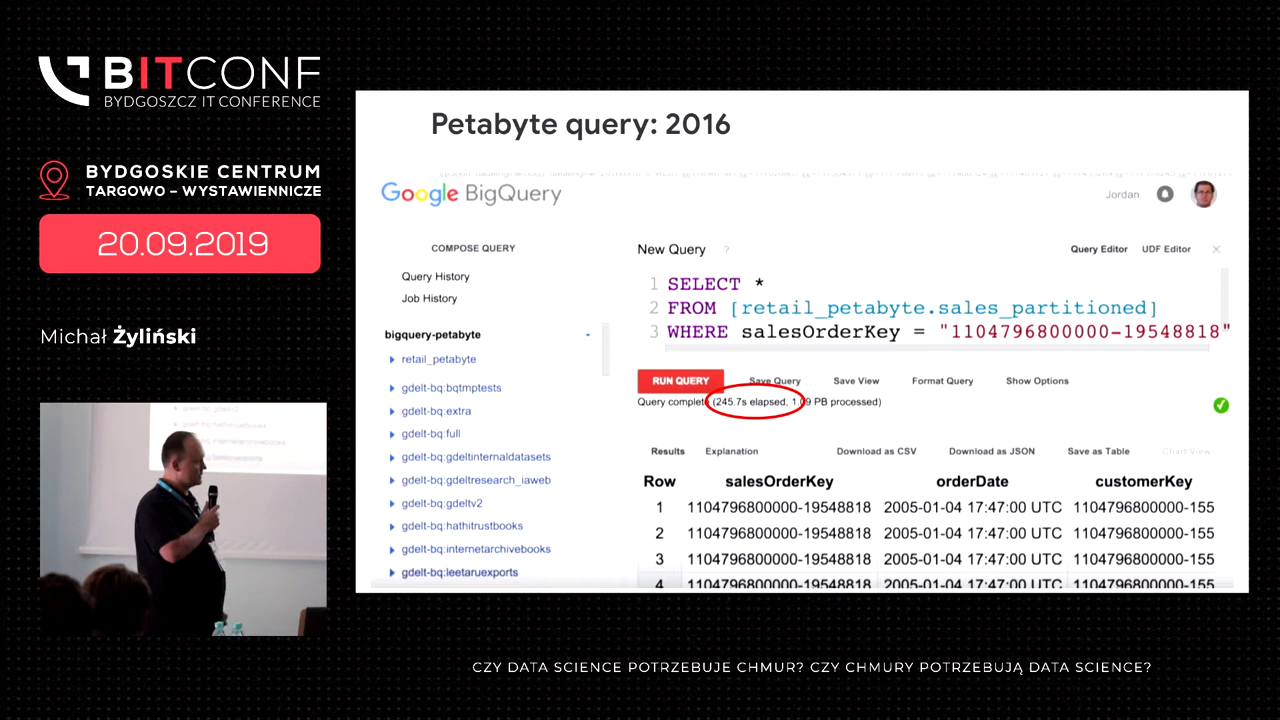 BITCONF
BYDGOSZCZ IT CONFERENCE
BYDGOSKIE CENTRUM
TARGOWO – WYSTAWIENNICZE
20.09.2019
Michał Żyliński
Petabyte query: 2016
Google BigQuery
Jordan
COMPOSE QUERY
Query History
Job History
bigquery-petabyte
retail_petabyte
gdelt-bq:bqtmptests
gdelt-bq:extra
gdelt-bq:full
gdelt-bq:gdeltinternaldatasets
gdelt-bq:gdeltresearch_iaweb
gdelt-bq:gdeltv2
gdelt-bq:hathitrustbooks
gdelt-bq:internetarchivebooks
gdelt-bq:leetaruexports
New Query ?
Query Editor UDF Editor
1 SELECT *
2 FROM [retail_petabyte.sales_partitioned]
3 WHERE salesOrderKey = "1104796800000-19548818"
RUN QUERY Save Query Save View Format Query Show Options
Query complete (245.7s elapsed, 1.09 PB processed)
Results Explanation Download as CSV Download as JSON Save as Table Chart View
Row salesOrderKey orderDate customerKey
1 1104796800000-19548818 2005-01-04 17:47:00 UTC 1104796800000-155
2 1104796800000-19548818 2005-01-04 17:47:00 UTC 1104796800000-155
3 1104796800000-19548818 2005-01-04 17:47:00 UTC 1104796800000-155
4 1104796800000-19548818 2005-01-04 17:47:00 UTC 1104796800000-155
CZY DATA SCIENCE POTRZEBUJE CHMUR? CZY CHMURY POTRZEBUJĄ DATA SCIENCE?